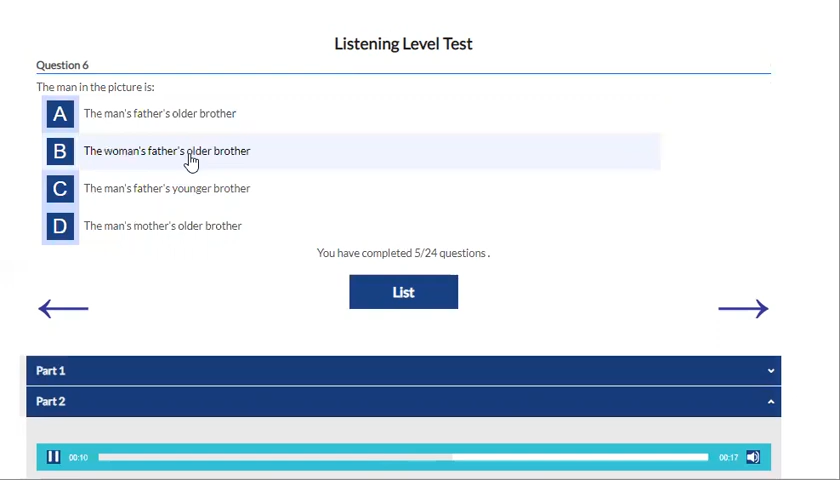 Listening Level Test
Question 6
The man in the picture is:
A The man's father's older brother
B The woman's father's older brother
C The man's father's younger brother
D The man's mother's older brother
You have completed 5/24 questions .
List
Part 1
Part 2
00:10 00:17